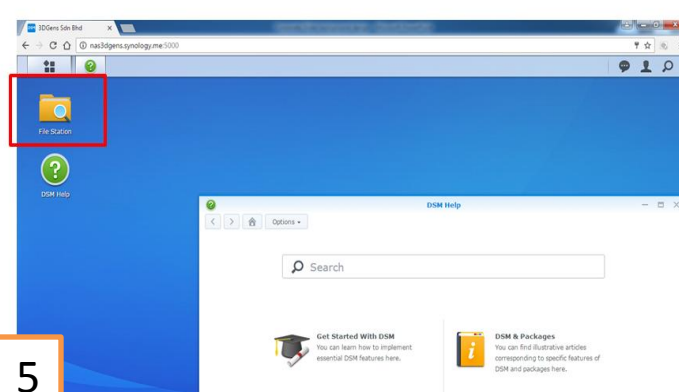 3DGens Sdn Bhd
nas3dgens.synology.me:5000
File Station
DSM Help
DSM Help
Options
Search
Get Started With DSM
You can learn how to implement
essential DSM features here.
DSM & Packages
You can find illustrative articles
corresponding to specific features of
DSM and packages here.
5